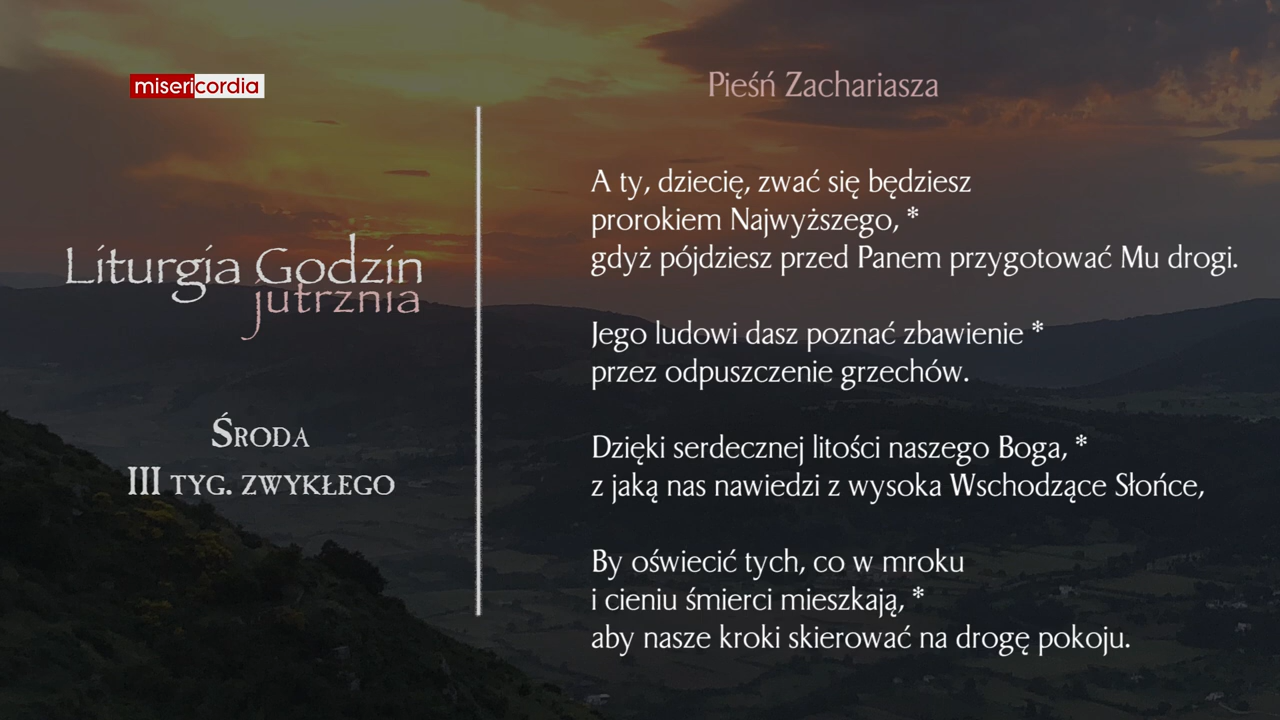 misericordia
Liturgia Godzin
jutrznia
Środa
III tyg. zwykłego
Pieśń Zachariasza
A ty, dziecię, zwać się będziesz
prorokiem Najwyższego, *
gdyż pójdziesz przed Panem przygotować Mu drogi.
Jego ludowi dasz poznać zbawienie *
przez odpuszczenie grzechów.
Dzięki serdecznej litości naszego Boga, *
z jaką nas nawiedzi z wysoka Wschodzące Słońce,
By oświecić tych, co w mroku
i cieniu śmierci mieszkają, *
aby nasze kroki skierować na drogę pokoju.